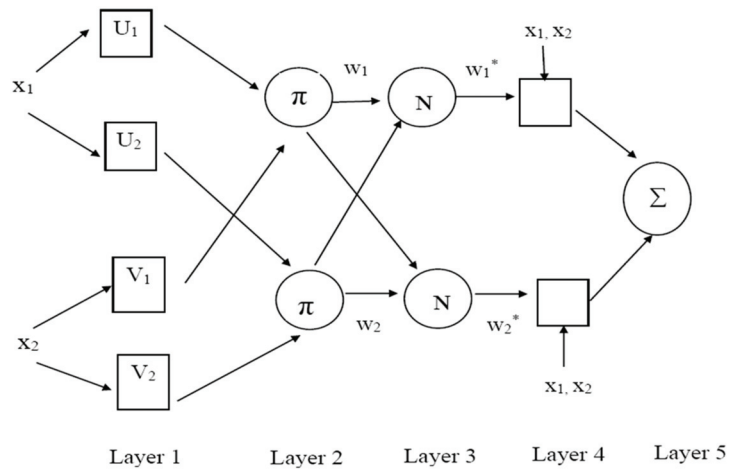 U₁
x₁
U₂
V₁
x₂
V₂
π
w₁
N
w₁*
x₁, x₂
π
w₂
N
w₂*
x₁, x₂
Σ
Layer 1 Layer 2 Layer 3 Layer 4 Layer 5